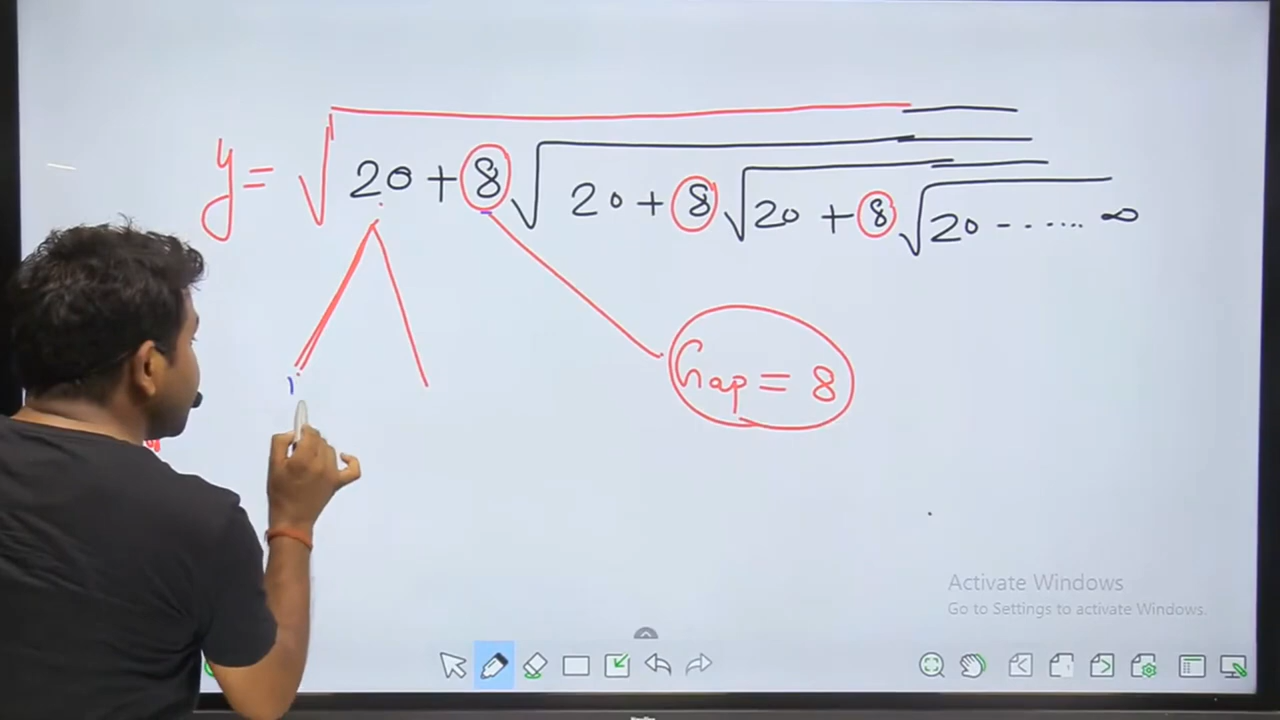 y = √20 + 8√20 + 8√20 + 8√20 ------- ∞
Gap = 8
Activate Windows
Go to Settings to activate Windows.